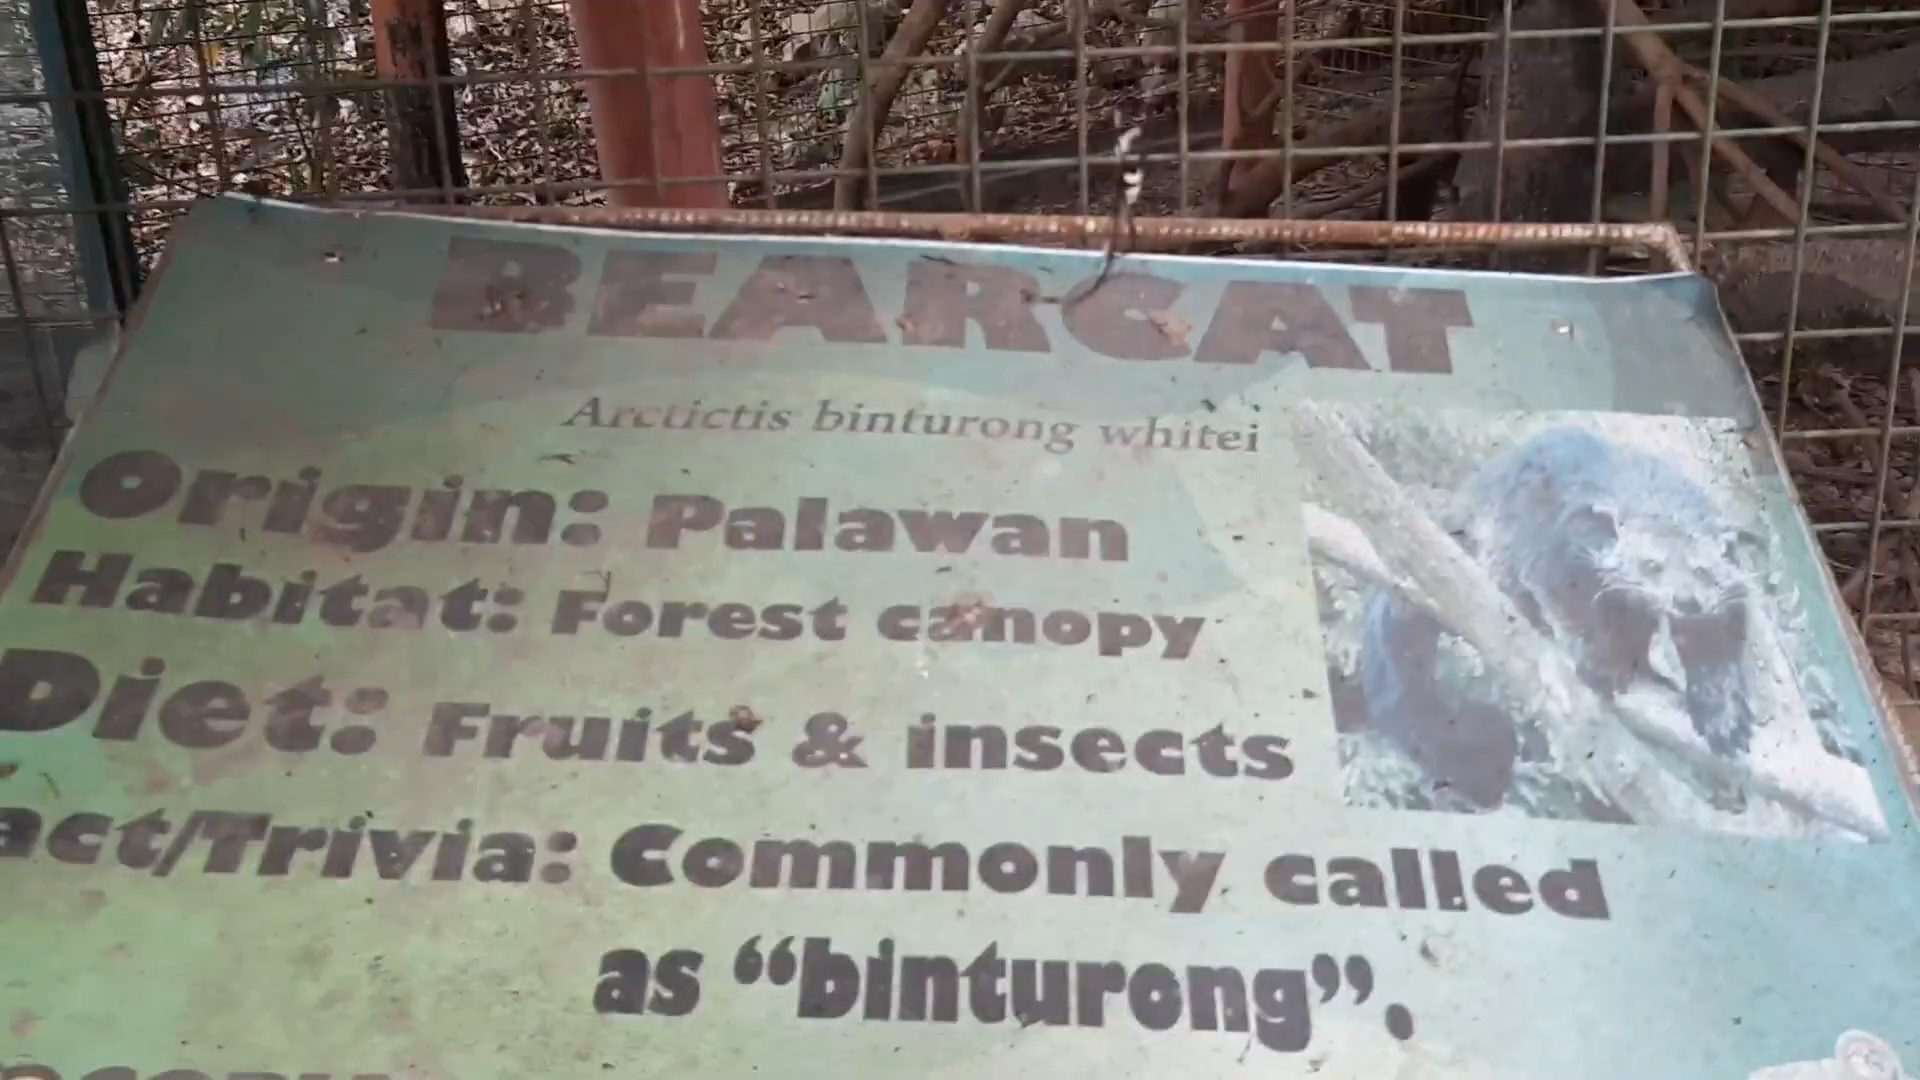 BEARCAT
Arctictis binturong whitei
Origin: Palawan
Habitat: Forest canopy
Diet: Fruits & insects
act/Trivia: Commonly called
as “binturong”.